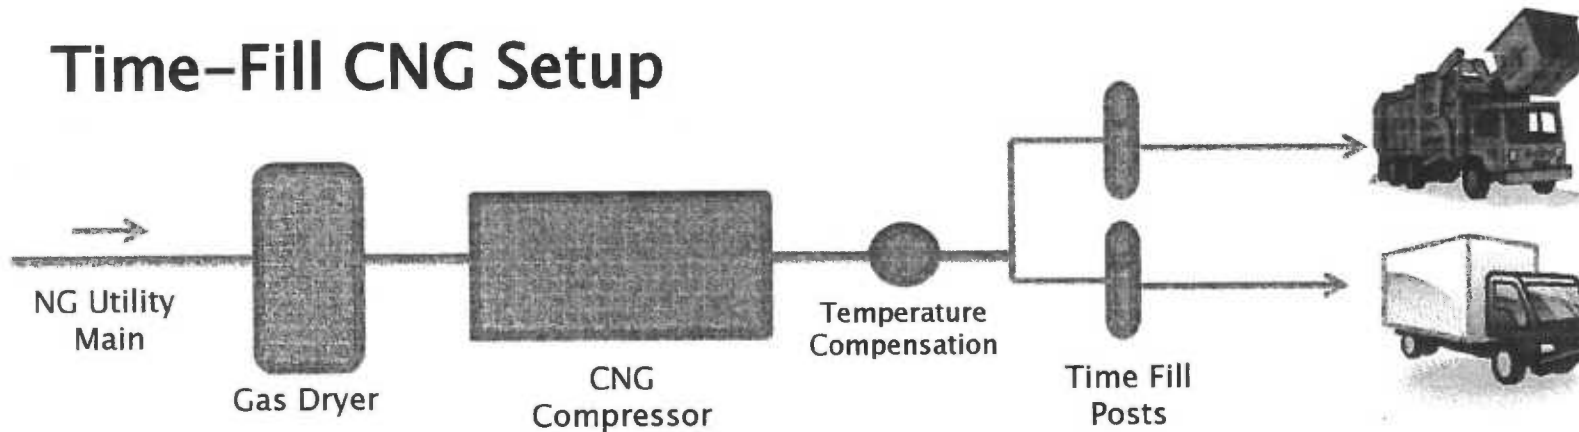 Time-Fill CNG Setup
NG Utility
Main
Gas Dryer
CNG
Compressor
Temperature
Compensation
Time Fill
Posts